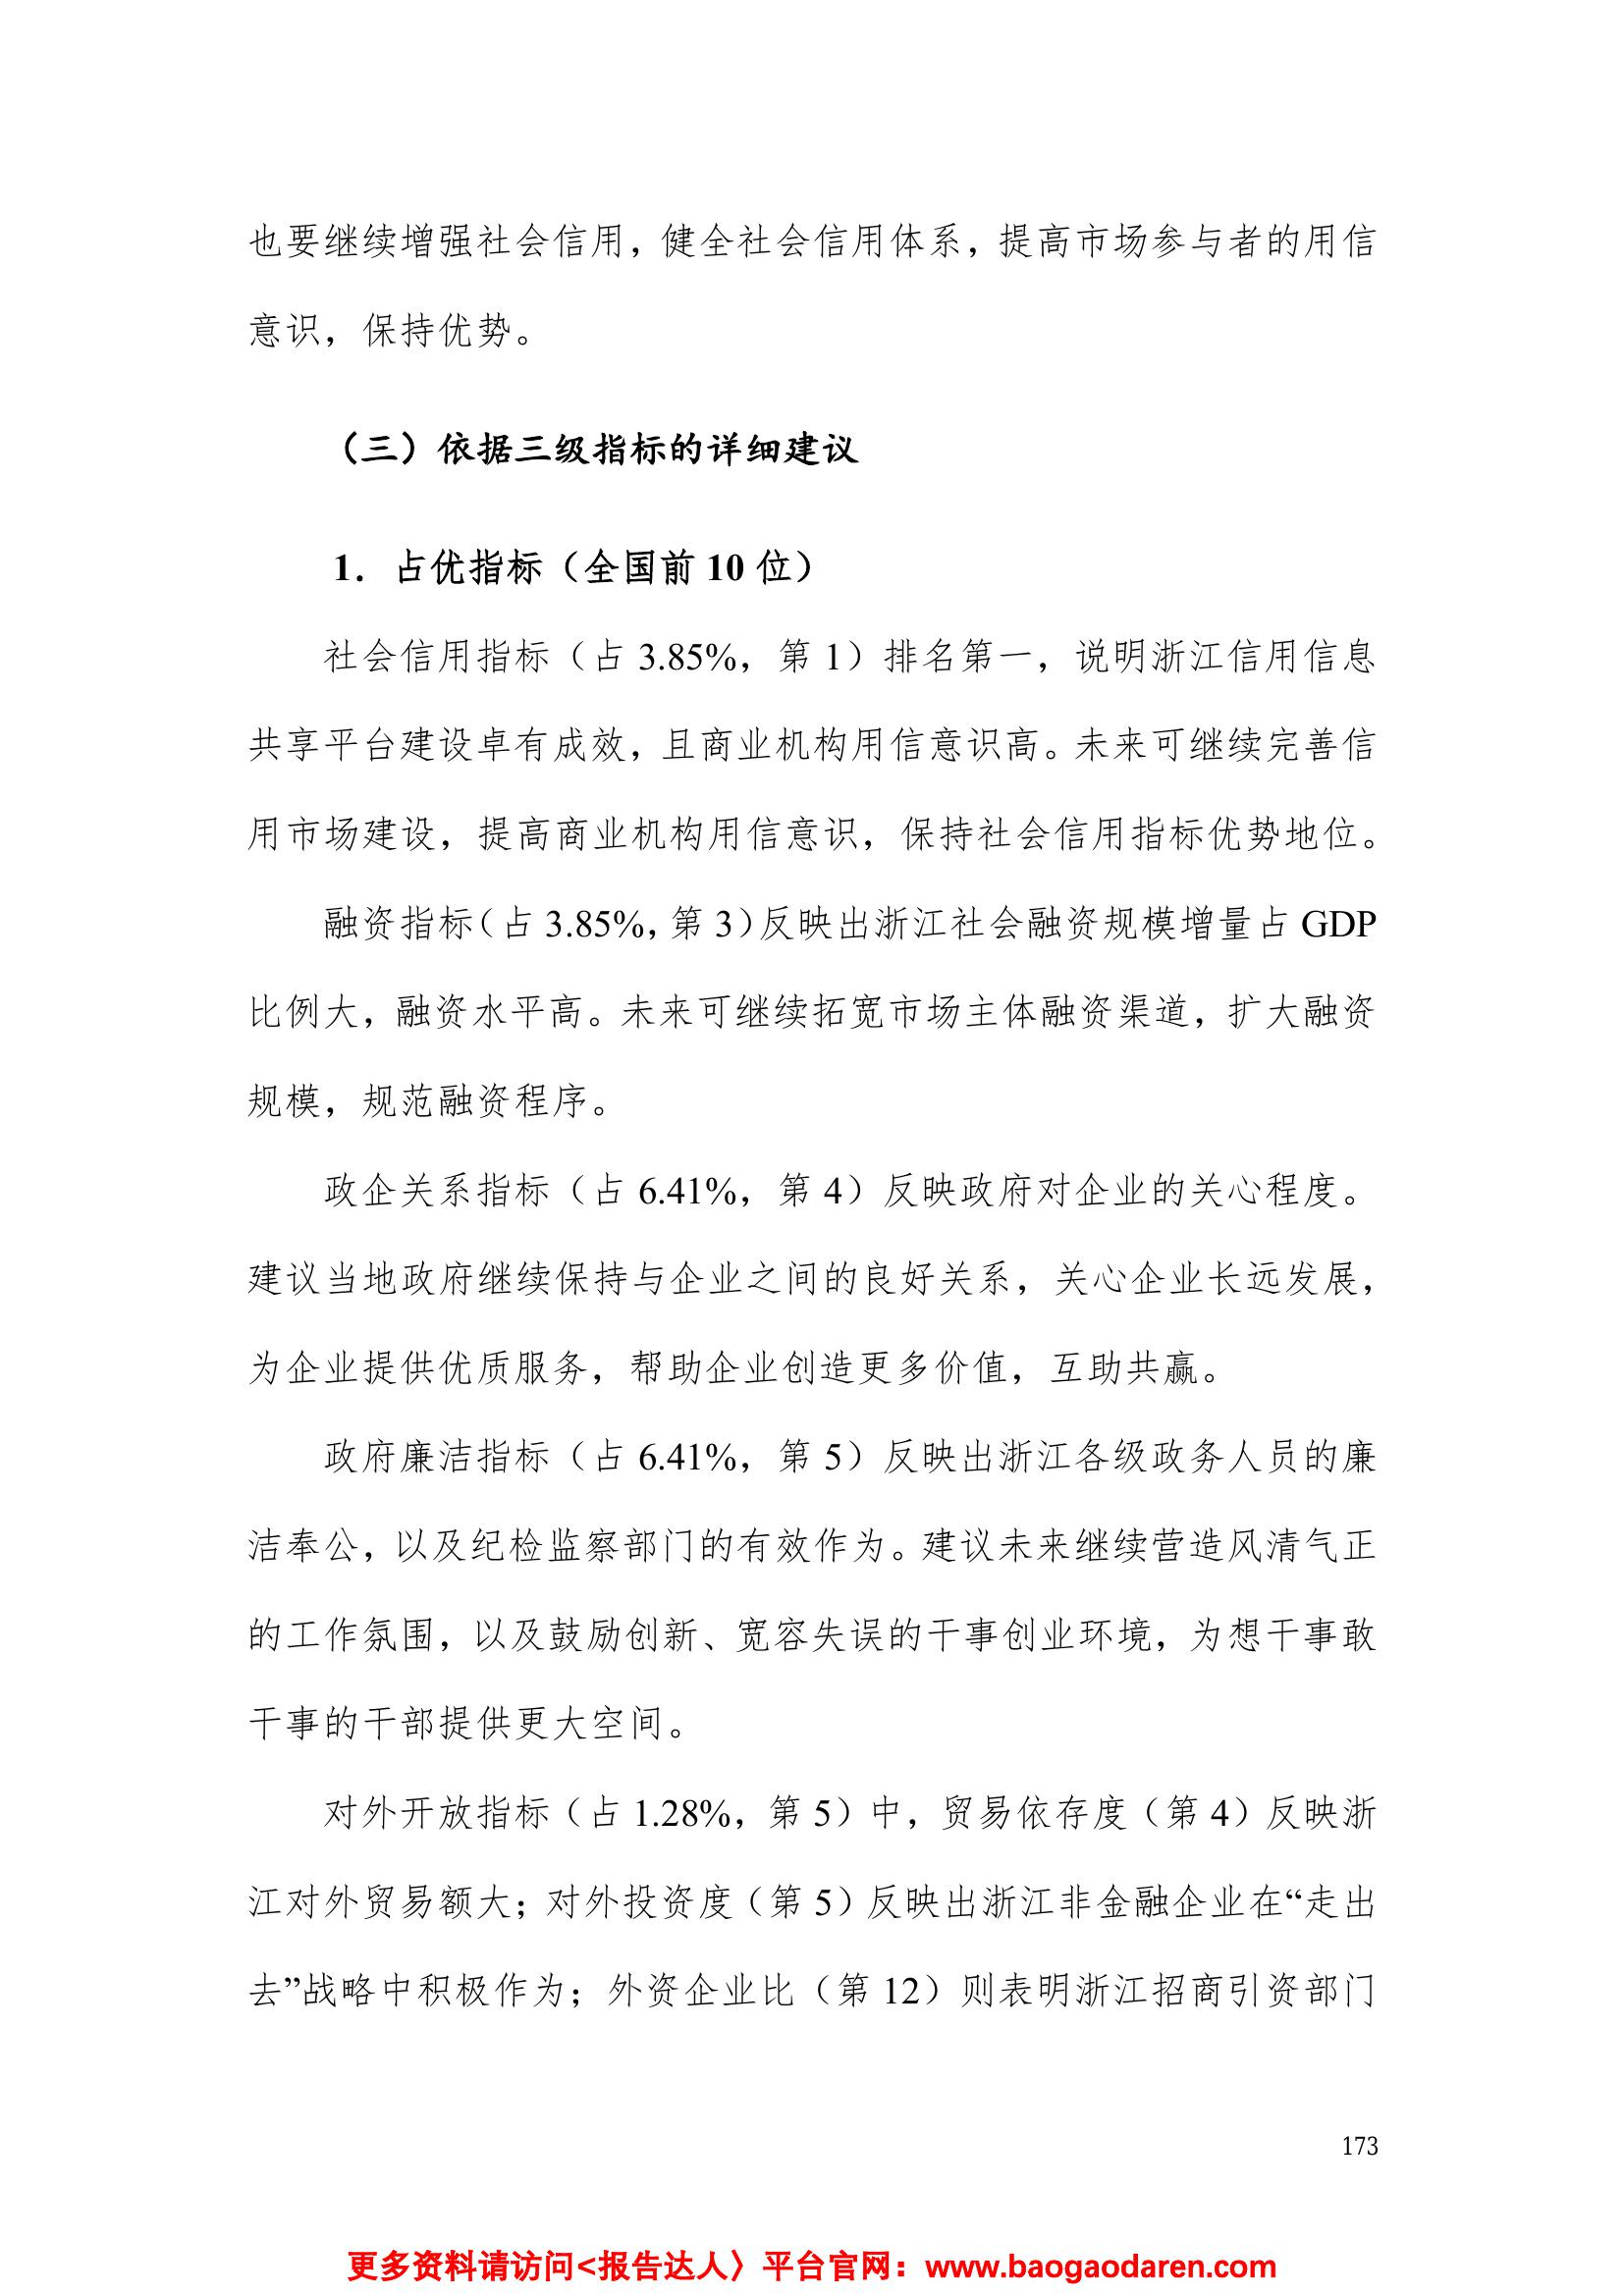 也要继续增强社会信用，健全社会信用体系，提高市场参与者的用信
意识，保持优势。
（三）依据三级指标的详细建议
1．占优指标（全国前 10 位）
社会信用指标（占 3.85%，第 1）排名第一，说明浙江信用信息
共享平台建设卓有成效，且商业机构用信意识高。未来可继续完善信
用市场建设，提高商业机构用信意识，保持社会信用指标优势地位。
融资指标（占 3.85%，第 3）反映出浙江社会融资规模增量占 GDP
比例大，融资水平高。未来可继续拓宽市场主体融资渠道，扩大融资
规模，规范融资程序。
政企关系指标（占 6.41%，第 4）反映政府对企业的关心程度。
建议当地政府继续保持与企业之间的良好关系，关心企业长远发展，
为企业提供优质服务，帮助企业创造更多价值，互助共赢。
政府廉洁指标（占 6.41%，第 5）反映出浙江各级政务人员的廉
洁奉公，以及纪检监察部门的有效作为。建议未来继续营造风清气正
的工作氛围，以及鼓励创新、宽容失误的干事创业环境，为想干事敢
干事的干部提供更大空间。
对外开放指标（占 1.28%，第 5）中，贸易依存度（第 4）反映浙
江对外贸易额大；对外投资度（第 5）反映出浙江非金融企业在“走出
去”战略中积极作为；外资企业比（第 12）则表明浙江招商引资部门
173
更多资料请访问<报告达人〉平台官网：www.baogaodaren.com